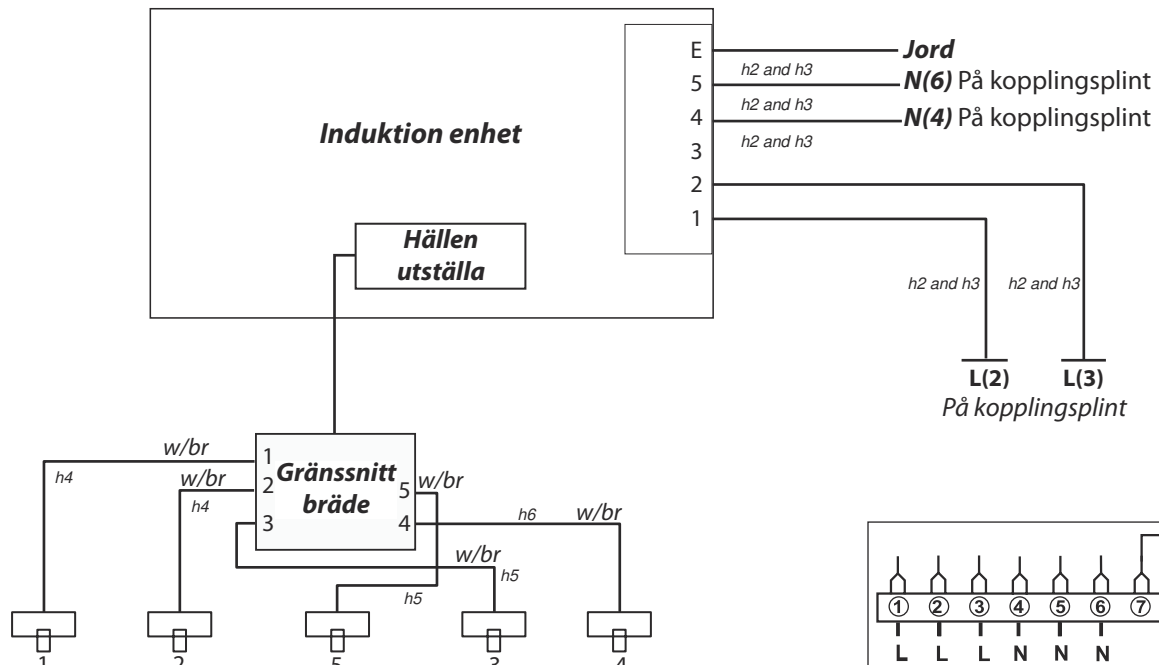 E Jord
h2 and h3
5 N(6) På kopplingsplint
h2 and h3
4 N(4) På kopplingsplint
h2 and h3
3
2
1
Induktion enhet
Hällen
utställa
h2 and h3 h2 and h3
L(2) L(3)
På kopplingsplint
w/br
h4
1
w/br
h4
2
Gränssnitt
bräde
5 w/br
3
4
h6 w/br
w/br
h5
h5
1 2 5 3 4
1 2 3 4 5 6 7
L L L N N N